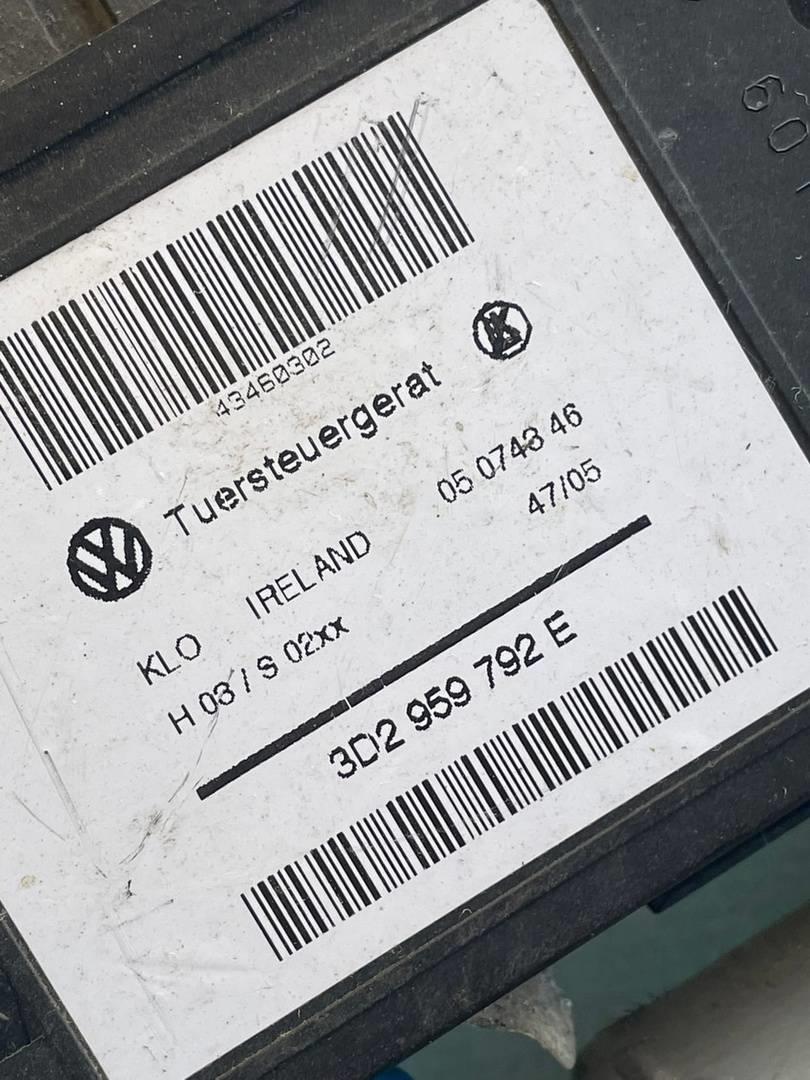 43460302
Tuersteuergerat
KLO IRELAND 05 0743 46
H 03 / S 02xx 47/05
3D2 959 792 E